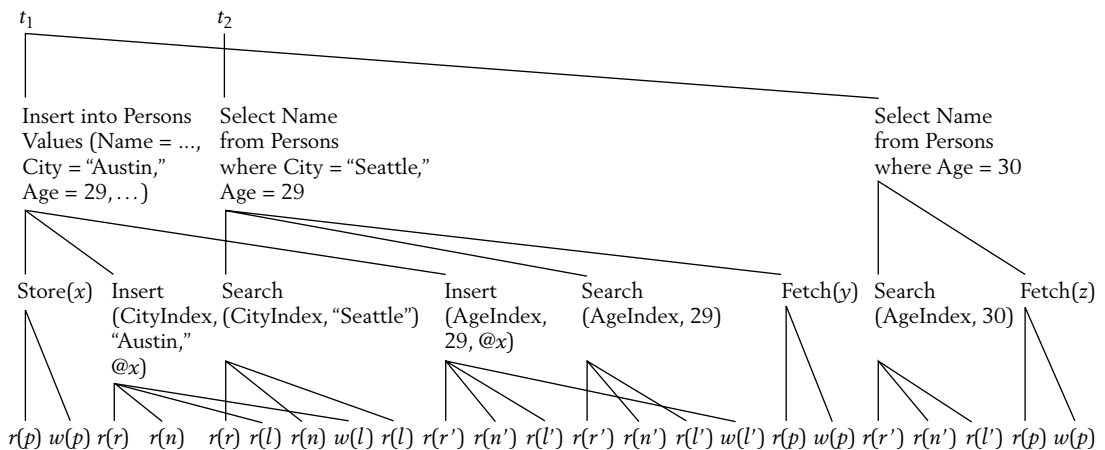 t1 t2
Insert into Persons Select Name Select Name
Values (Name = ..., from Persons from Persons
City = “Austin,” where City = “Seattle,” where Age = 30
Age = 29, . . . ) Age = 29
Store(x) Insert Search Insert Search Fetch(y) Search Fetch(z)
(CityIndex, (CityIndex, “Seattle”) (AgeIndex, (AgeIndex, 29) (AgeIndex, 30)
“Austin,” 29, @x)
@x)
r(p) w(p) r(r) r(n) r(r) r(l) r(n) w(l) r(l) r(r') r(n') r(l') r(r') r(n') r(l') w(l') r(p) w(p) r(r') r(n') r(l') r(p) w(p)